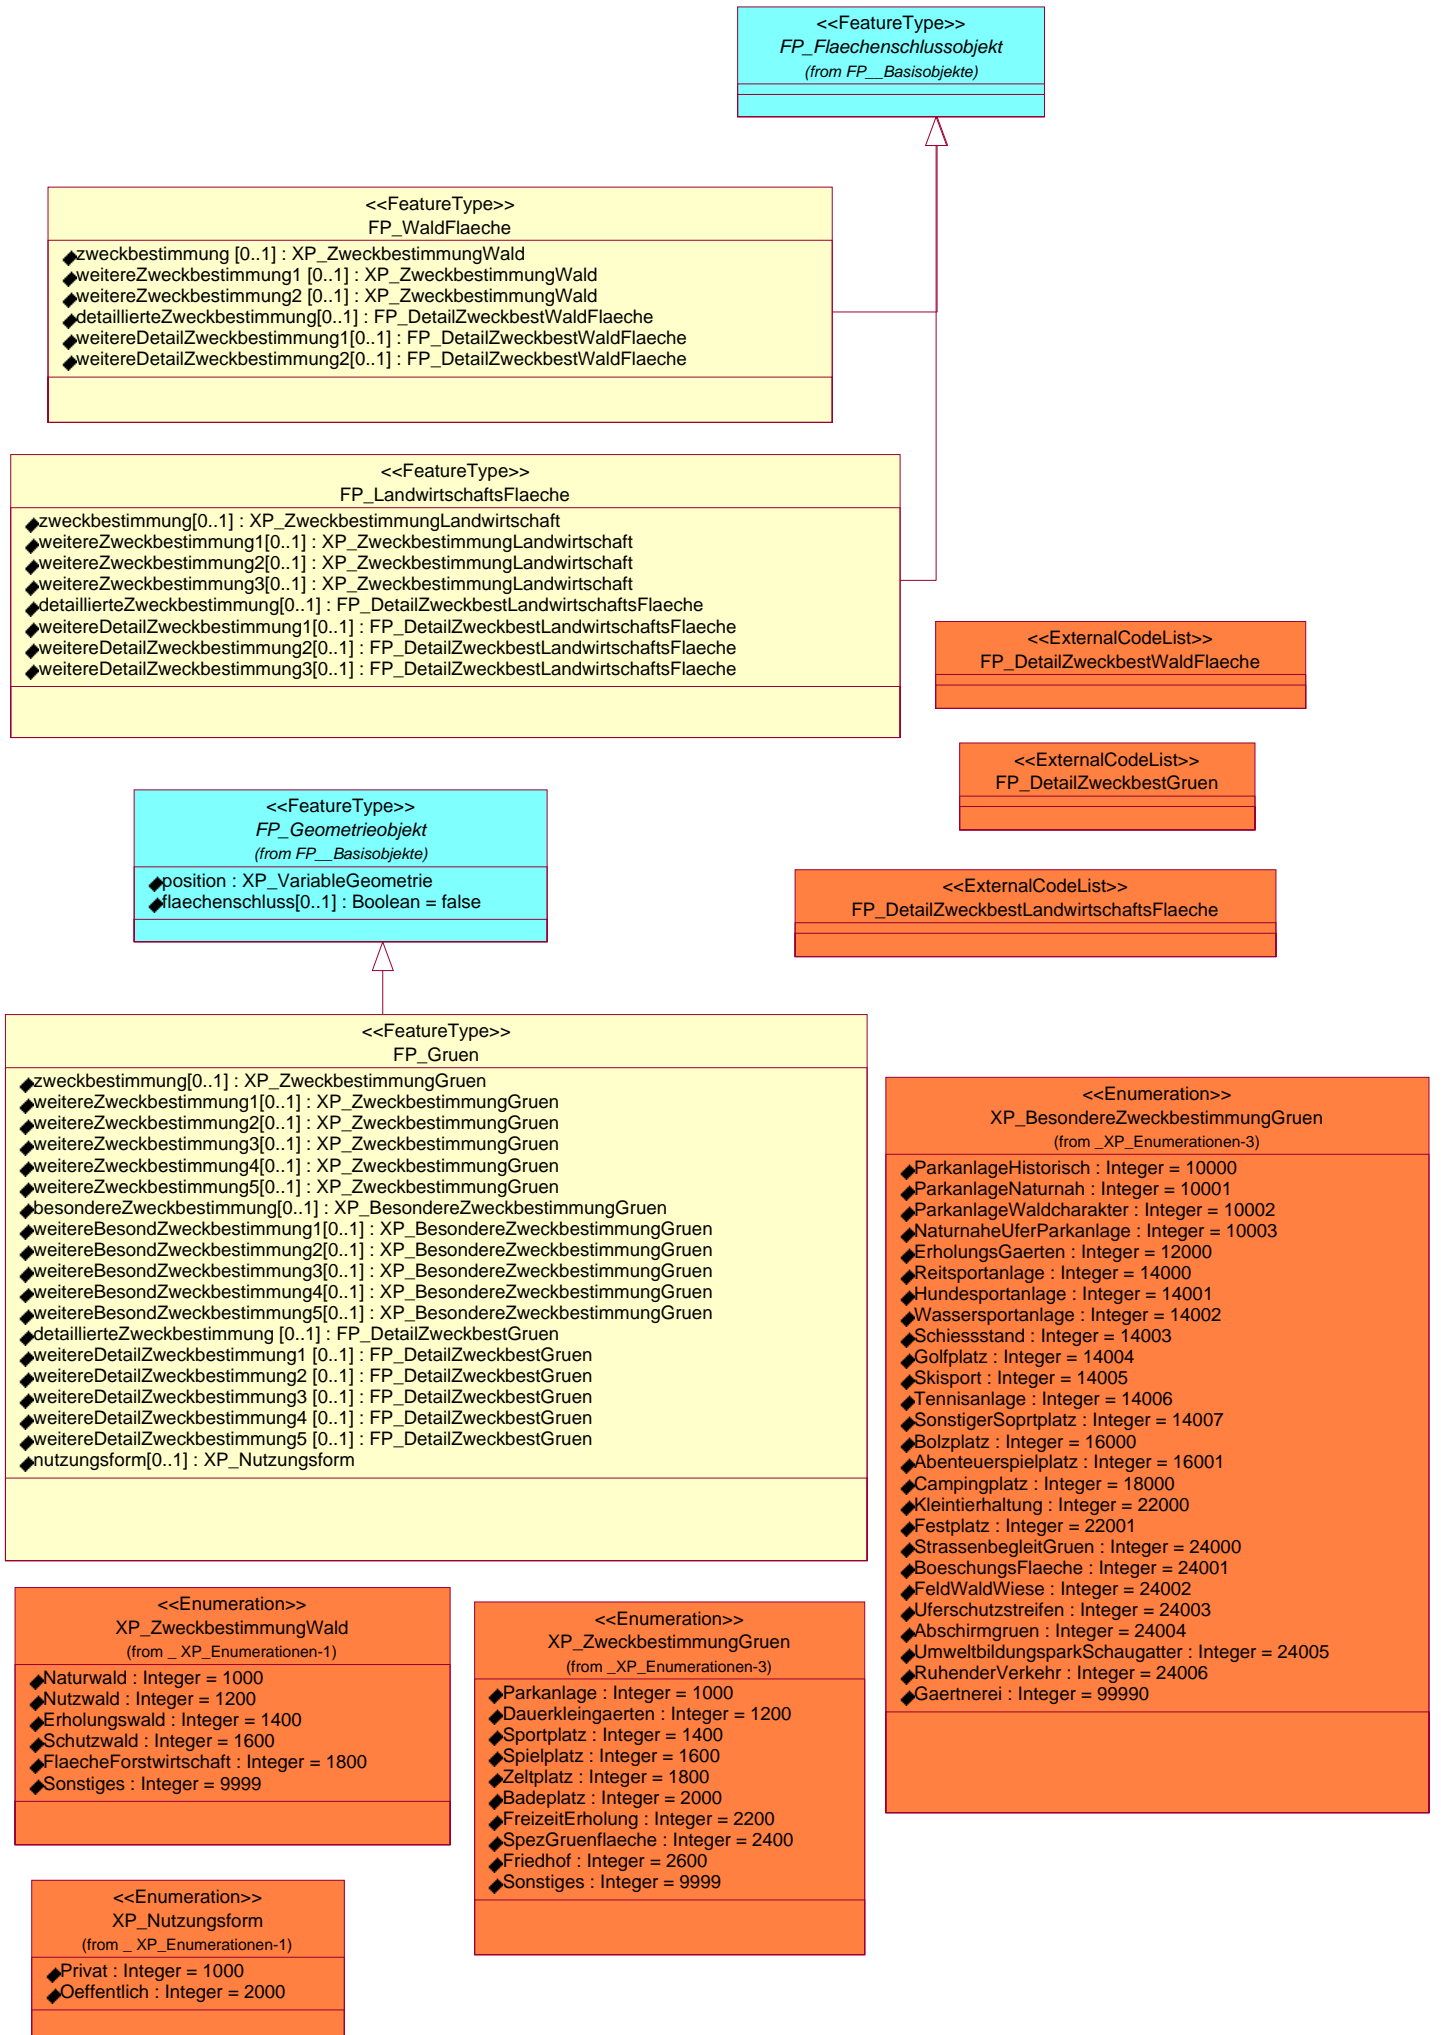 <<FeatureType>>
FP_Flaechenschlussobjekt
(from FP__Basisobjekte)
<<FeatureType>>
FP_WaldFlaeche
zweckbestimmung [0..1] : XP_ZweckbestimmungWald
weitereZweckbestimmung1 [0..1] : XP_ZweckbestimmungWald
weitereZweckbestimmung2 [0..1] : XP_ZweckbestimmungWald
detaillierteZweckbestimmung[0..1] : FP_DetailZweckbestWaldFlaeche
weitereDetailZweckbestimmung1[0..1] : FP_DetailZweckbestWaldFlaeche
weitereDetailZweckbestimmung2[0..1] : FP_DetailZweckbestWaldFlaeche
<<FeatureType>>
FP_LandwirtschaftsFlaeche
zweckbestimmung[0..1] : XP_ZweckbestimmungLandwirtschaft
weitereZweckbestimmung1[0..1] : XP_ZweckbestimmungLandwirtschaft
weitereZweckbestimmung2[0..1] : XP_ZweckbestimmungLandwirtschaft
weitereZweckbestimmung3[0..1] : XP_ZweckbestimmungLandwirtschaft
detaillierteZweckbestimmung[0..1] : FP_DetailZweckbestLandwirtschaftsFlaeche
weitereDetailZweckbestimmung1[0..1] : FP_DetailZweckbestLandwirtschaftsFlaeche
weitereDetailZweckbestimmung2[0..1] : FP_DetailZweckbestLandwirtschaftsFlaeche
weitereDetailZweckbestimmung3[0..1] : FP_DetailZweckbestLandwirtschaftsFlaeche
<<ExternalCodeList>>
FP_DetailZweckbestWaldFlaeche
<<ExternalCodeList>>
FP_DetailZweckbestGruen
<<ExternalCodeList>>
FP_DetailZweckbestLandwirtschaftsFlaeche
<<FeatureType>>
FP_Geometrieobjekt
(from FP__Basisobjekte)
position : XP_VariableGeometrie
flaechenschluss[0..1] : Boolean = false
<<FeatureType>>
FP_Gruen
zweckbestimmung[0..1] : XP_ZweckbestimmungGruen
weitereZweckbestimmung1[0..1] : XP_ZweckbestimmungGruen
weitereZweckbestimmung2[0..1] : XP_ZweckbestimmungGruen
weitereZweckbestimmung3[0..1] : XP_ZweckbestimmungGruen
weitereZweckbestimmung4[0..1] : XP_ZweckbestimmungGruen
weitereZweckbestimmung5[0..1] : XP_ZweckbestimmungGruen
besondereZweckbestimmung[0..1] : XP_BesondereZweckbestimmungGruen
weitereBesondZweckbestimmung1[0..1] : XP_BesondereZweckbestimmungGruen
weitereBesondZweckbestimmung2[0..1] : XP_BesondereZweckbestimmungGruen
weitereBesondZweckbestimmung3[0..1] : XP_BesondereZweckbestimmungGruen
weitereBesondZweckbestimmung4[0..1] : XP_BesondereZweckbestimmungGruen
weitereBesondZweckbestimmung5[0..1] : XP_BesondereZweckbestimmungGruen
detaillierteZweckbestimmung [0..1] : FP_DetailZweckbestGruen
weitereDetailZweckbestimmung1 [0..1] : FP_DetailZweckbestGruen
weitereDetailZweckbestimmung2 [0..1] : FP_DetailZweckbestGruen
weitereDetailZweckbestimmung3 [0..1] : FP_DetailZweckbestGruen
weitereDetailZweckbestimmung4 [0..1] : FP_DetailZweckbestGruen
weitereDetailZweckbestimmung5 [0..1] : FP_DetailZweckbestGruen
nutzungsform[0..1] : XP_Nutzungsform
<<Enumeration>>
XP_BesondereZweckbestimmungGruen
(from _XP_Enumerationen-3)
ParkanlageHistorisch : Integer = 10000
ParkanlageNaturnah : Integer = 10001
ParkanlageWaldcharakter : Integer = 10002
NaturnaheUferParkanlage : Integer = 10003
ErholungsGaerten : Integer = 12000
Reitsportanlage : Integer = 14000
Hundesportanlage : Integer = 14001
Wassersportanlage : Integer = 14002
Schiessstand : Integer = 14003
Golfplatz : Integer = 14004
Skisport : Integer = 14005
Tennisanlage : Integer = 14006
SonstigerSoprtplatz : Integer = 14007
Bolzplatz : Integer = 16000
Abenteuerspielplatz : Integer = 16001
Campingplatz : Integer = 18000
Kleintierhaltung : Integer = 22000
Festplatz : Integer = 22001
StrassenbegleitGruen : Integer = 24000
BoeschungsFlaeche : Integer = 24001
FeldWaldWiese : Integer = 24002
Uferschutzstreifen : Integer = 24003
Abschirmgruen : Integer = 24004
UmweltbildungsparkSchaugatter : Integer = 24005
RuhenderVerkehr : Integer = 24006
Gaertnerei : Integer = 99990
<<Enumeration>>
XP_ZweckbestimmungWald
(from _ XP_Enumerationen-1)
Naturwald : Integer = 1000
Nutzwald : Integer = 1200
Erholungswald : Integer = 1400
Schutzwald : Integer = 1600
FlaecheForstwirtschaft : Integer = 1800
Sonstiges : Integer = 9999
<<Enumeration>>
XP_ZweckbestimmungGruen
(from _XP_Enumerationen-3)
Parkanlage : Integer = 1000
Dauerkleingaerten : Integer = 1200
Sportplatz : Integer = 1400
Spielplatz : Integer = 1600
Zeltplatz : Integer = 1800
Badeplatz : Integer = 2000
FreizeitErholung : Integer = 2200
SpezGruenflaeche : Integer = 2400
Friedhof : Integer = 2600
Sonstiges : Integer = 9999
<<Enumeration>>
XP_Nutzungsform
(from _ XP_Enumerationen-1)
Privat : Integer = 1000
Oeffentlich : Integer = 2000